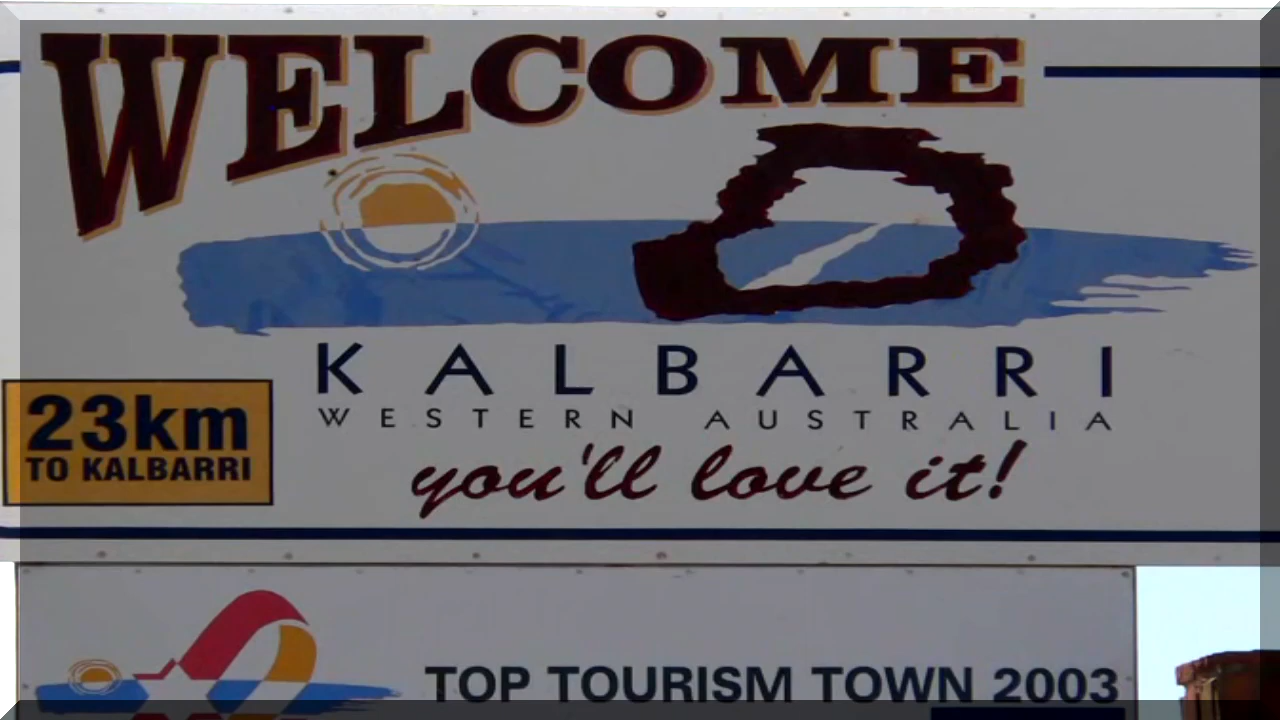 WELCOME
KALBARRI
WESTERN AUSTRALIA
you'll love it!
23km
TO KALBARRI
TOP TOURISM TOWN 2003